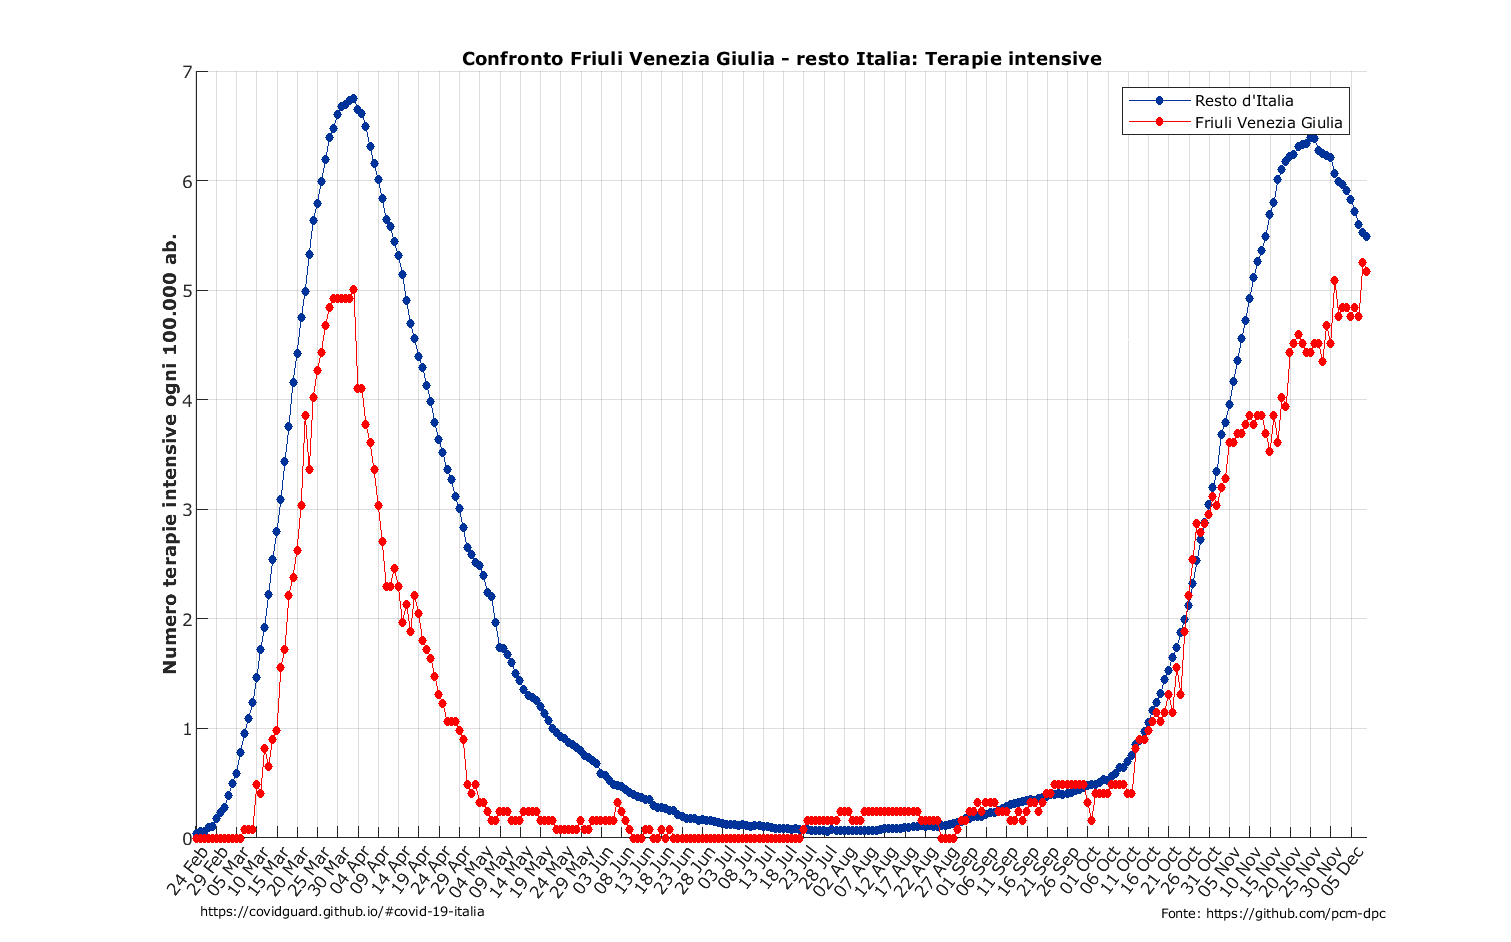 Confronto Friuli Venezia Giulia - resto Italia: Terapie intensive
Resto d'Italia
Friuli Venezia Giulia
Numero terapie intensive ogni 100.000 ab.
7
6
5
4
3
2
1
0
24 Feb
29 Feb
05 Mar
10 Mar
15 Mar
20 Mar
25 Mar
30 Mar
04 Apr
09 Apr
14 Apr
19 Apr
24 Apr
29 Apr
04 May
09 May
14 May
19 May
24 May
29 May
03 Jun
08 Jun
13 Jun
18 Jun
23 Jun
28 Jun
03 Jul
08 Jul
13 Jul
18 Jul
23 Jul
28 Jul
02 Aug
07 Aug
12 Aug
17 Aug
22 Aug
27 Aug
01 Sep
06 Sep
11 Sep
16 Sep
21 Sep
26 Sep
01 Oct
06 Oct
11 Oct
16 Oct
21 Oct
26 Oct
31 Oct
05 Nov
10 Nov
15 Nov
20 Nov
25 Nov
30 Nov
05 Dec
https://covidguard.github.io/#covid-19-italia
Fonte: https://github.com/pcm-dpc